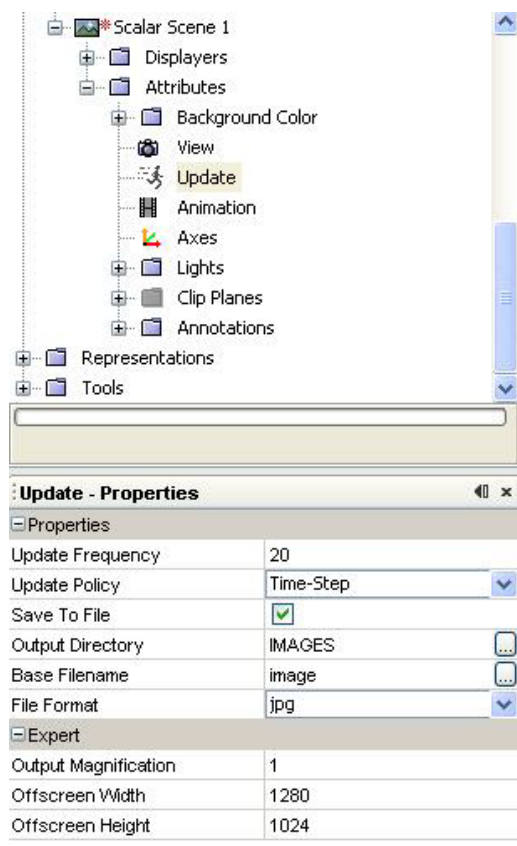 Scalar Scene 1
Displayers
Attributes
Background Color
View
Update
Animation
Axes
Lights
Clip Planes
Annotations
Representations
Tools
Update - Properties
Properties
Update Frequency 20
Update Policy Time-Step
Save To File
Output Directory IMAGES ...
Base Filename image ...
File Format jpg
Expert
Output Magnification 1
Offscreen Width 1280
Offscreen Height 1024